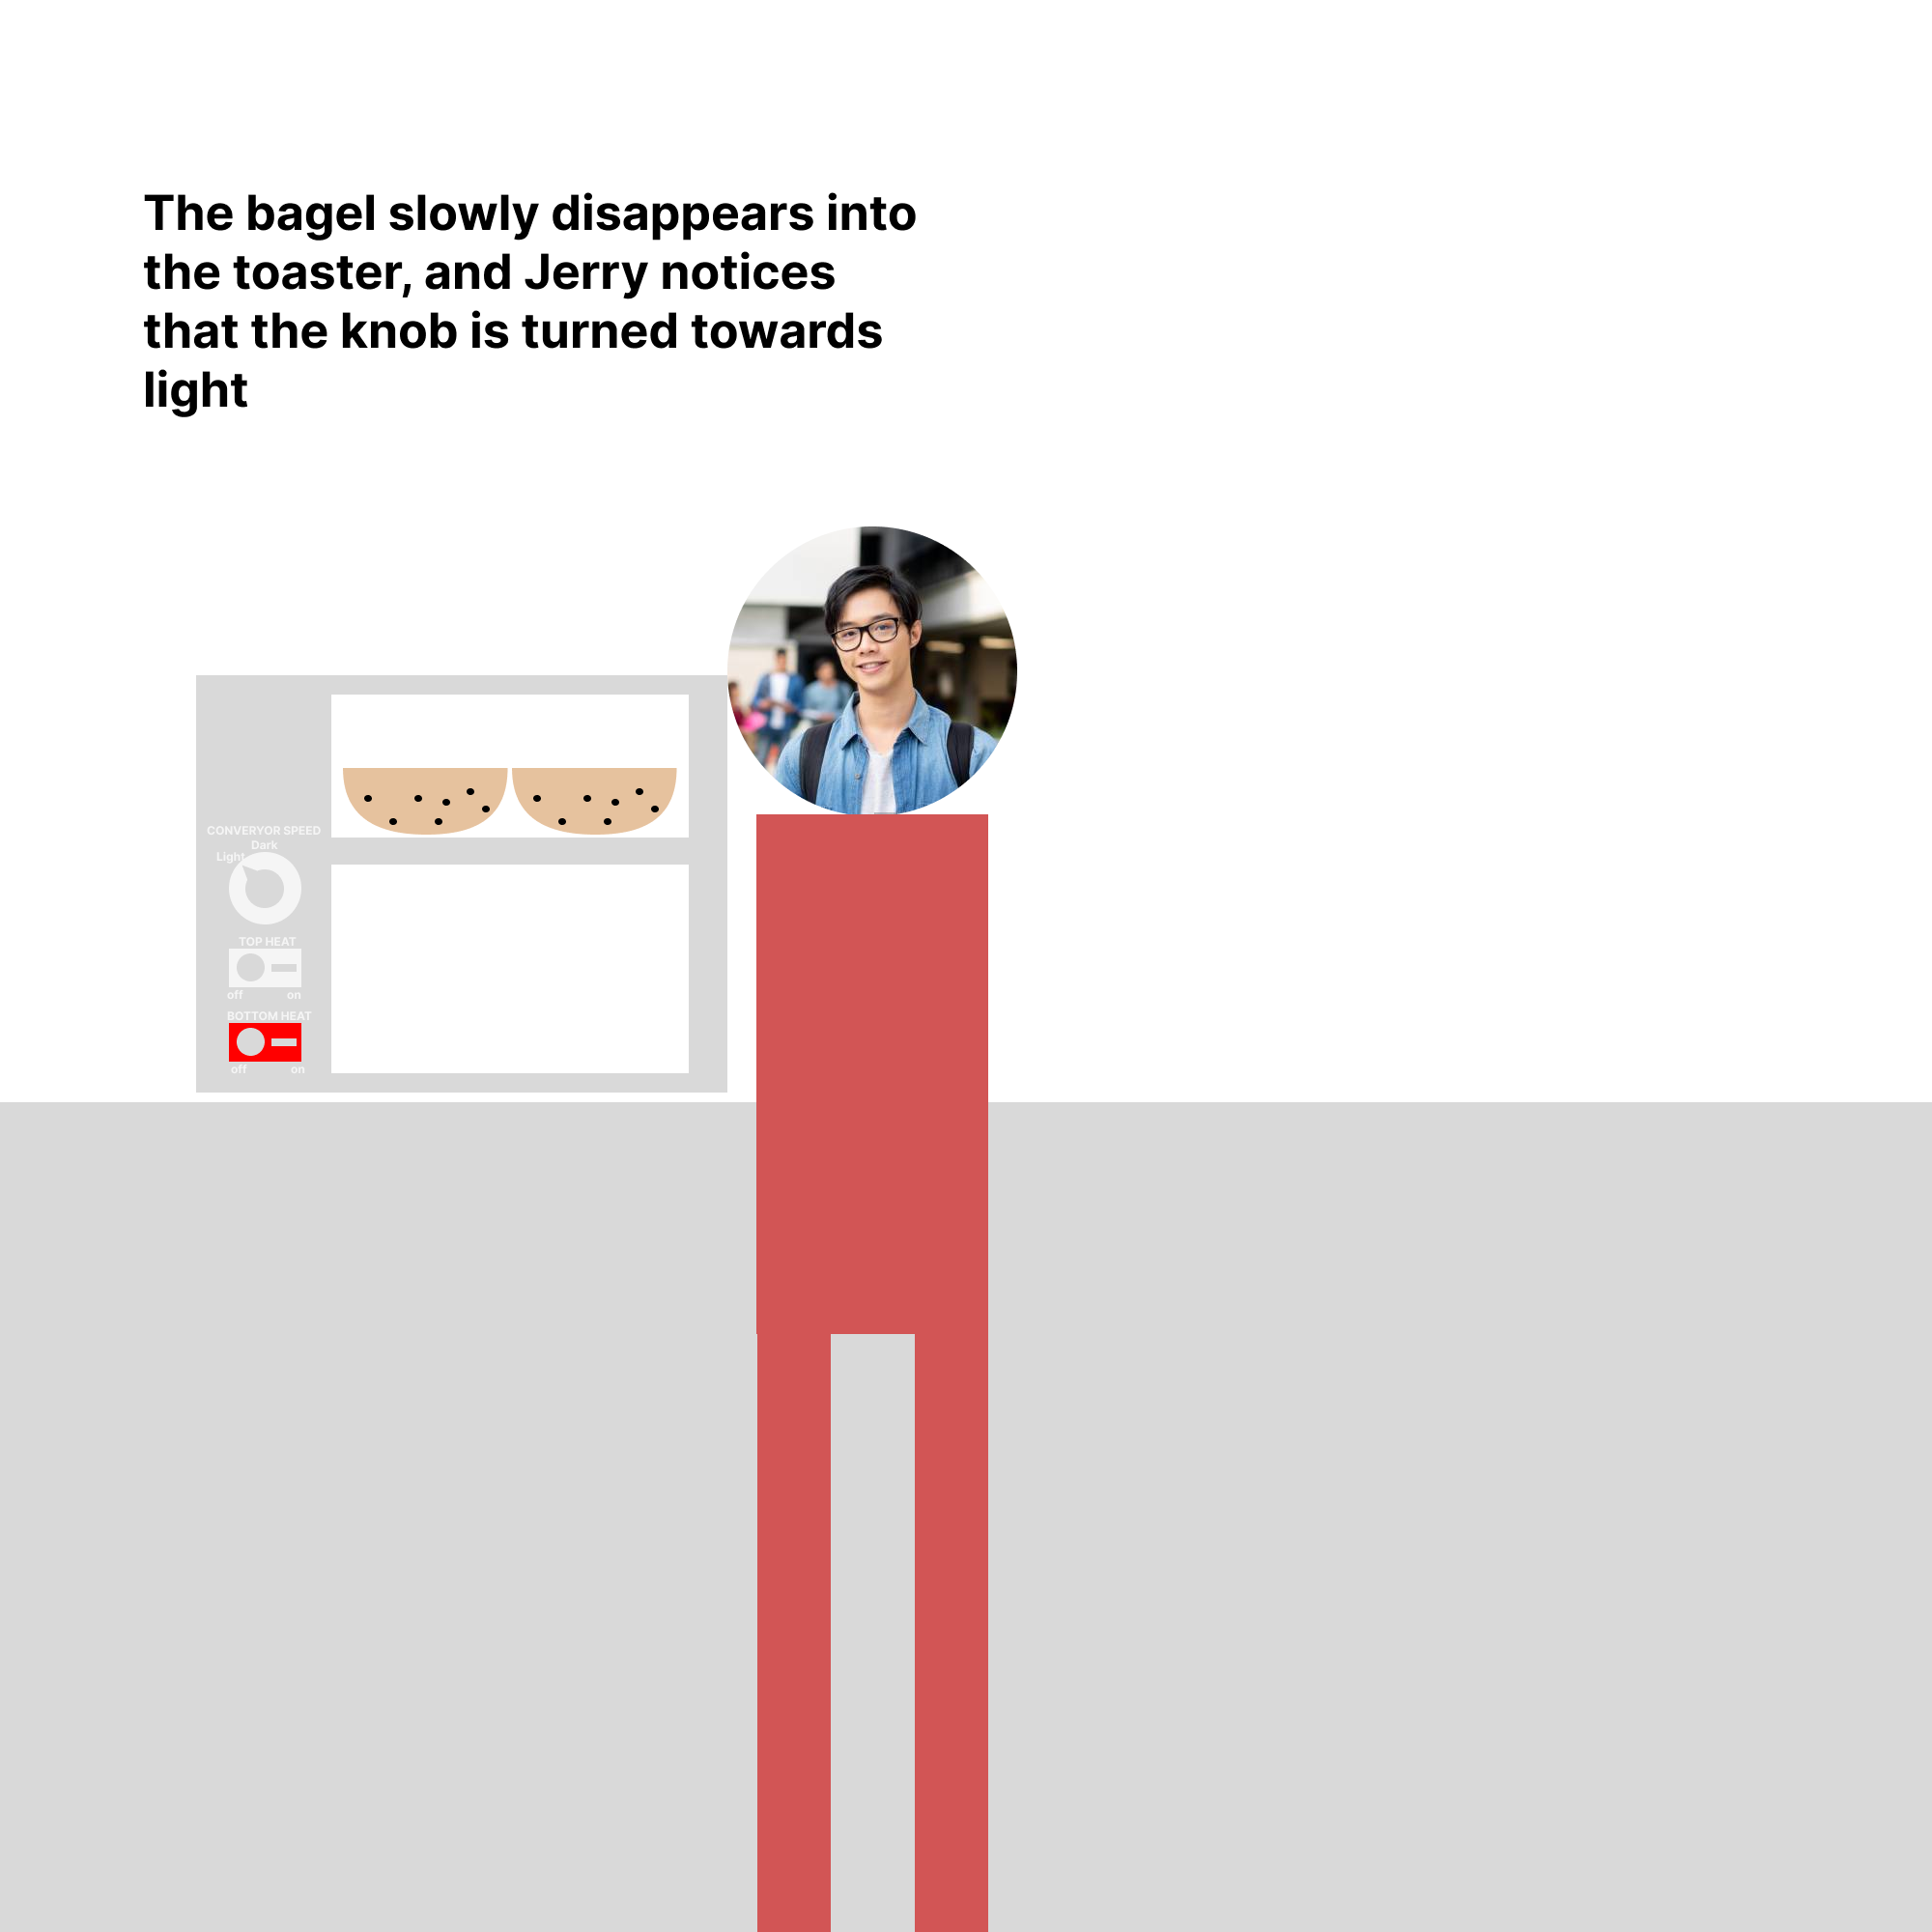 The bagel slowly disappears into
the toaster, and Jerry notices
that the knob is turned towards
light
CONVERYOR SPEED
Dark
Light
TOP HEAT
off on
BOTTOM HEAT
off on